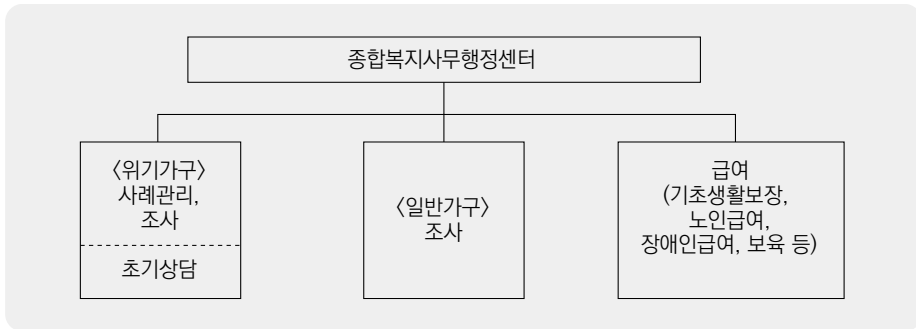 종합복지사무행정센터
〈위기가구〉
사례관리,
조사
초기상담
〈일반가구〉
조사
급여
(기초생활보장,
노인급여,
장애인급여, 보육 등)